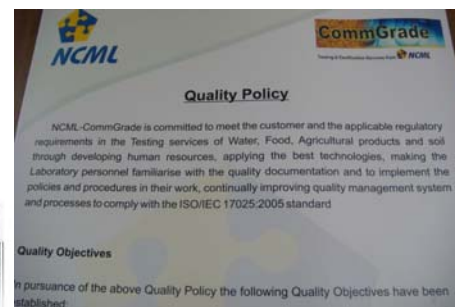 NCML
CommGrade
Testing & Certification Services from NCML
Quality Policy
NCML-CommGrade is committed to meet the customer and the applicable regulatory
requirements in the Testing services of Water, Food, Agricultural products and soil
through developing human resources, applying the best technologies, making the
Laboratory personnel familiarise with the quality documentation and to implement the
policies and procedures in their work, continually improving quality management system
and processes to comply with the ISO/IEC 17025:2005 standard
Quality Objectives
In pursuance of the above Quality Policy the following Quality Objectives have been
established: